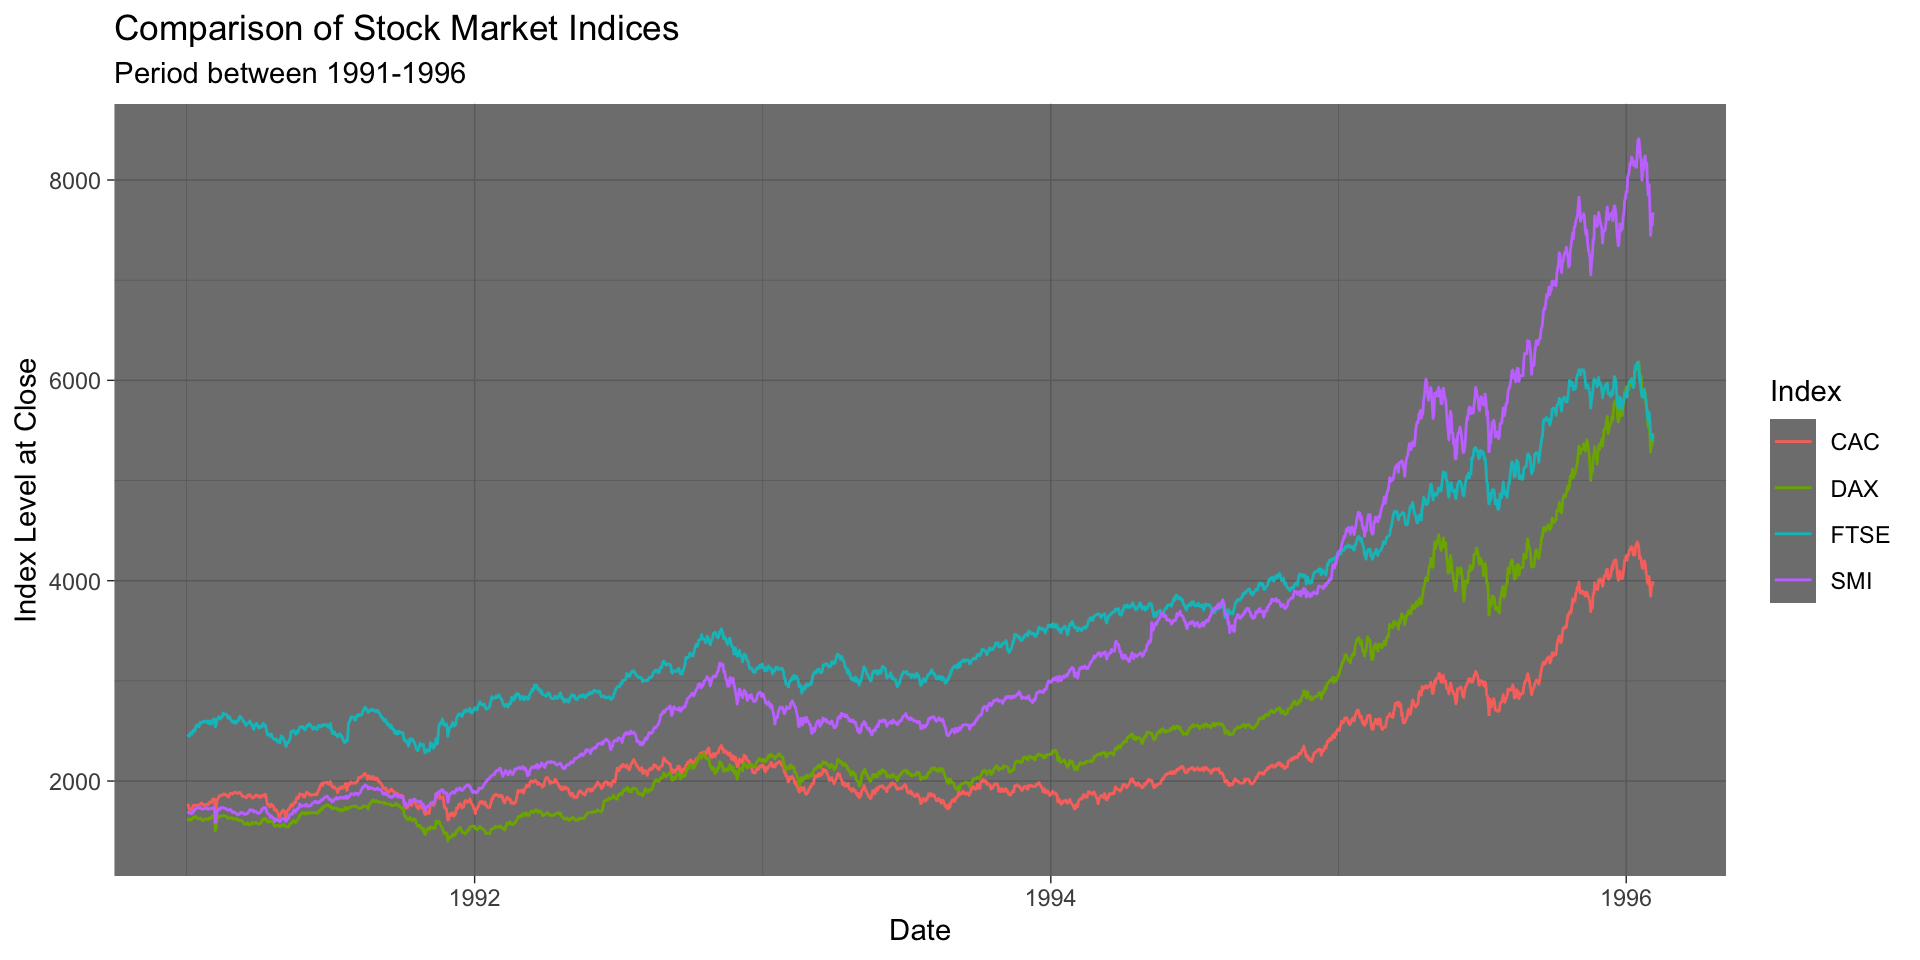 Comparison of Stock Market Indices
Period between 1991-1996
Index Level at Close
8000
6000
4000
2000
1992
1994
1996
Date
Index
CAC
DAX
FTSE
SMI